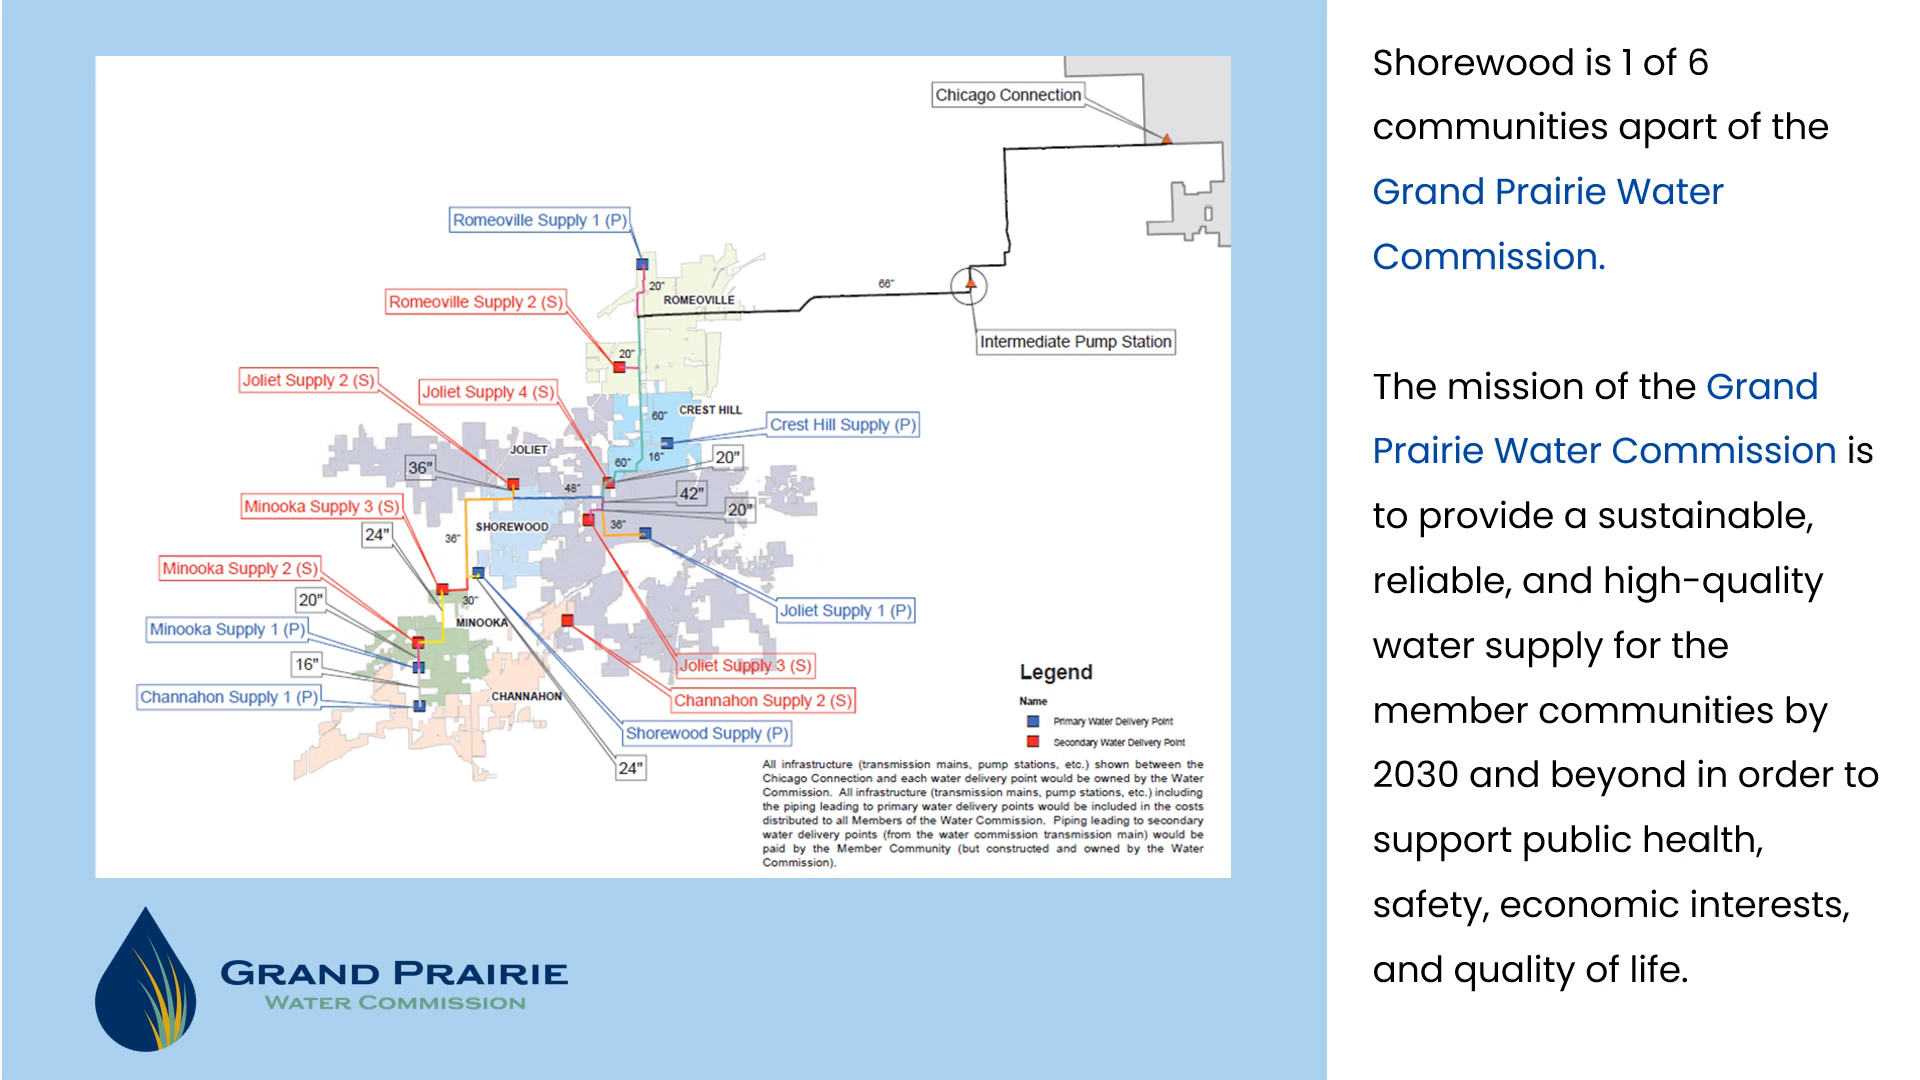 Chicago Connection
Romeoville Supply 1 (P)
20"
ROMEOVILLE
66"
Romeoville Supply 2 (S)
Intermediate Pump Station
20"
Joliet Supply 2 (S)
Joliet Supply 4 (S)
60"
CREST HILL
Crest Hill Supply (P)
JOLIET
36"
60"
16"
20"
48"
42"
Minooka Supply 3 (S)
20"
24"
SHOREWOOD
36"
36"
Minooka Supply 2 (S)
20"
30"
Joliet Supply 1 (P)
Minooka Supply 1 (P)
MINOOKA
16"
Joliet Supply 3 (S)
Channahon Supply 1 (P)
CHANNAHON
Channahon Supply 2 (S)
Shorewood Supply (P)
24"
Legend
Name
Primary Water Delivery Point
Secondary Water Delivery Point
All infrastructure (transmission mains, pump stations, etc.) shown between the
Chicago Connection and each water delivery point would be owned by the Water
Commission. All infrastructure (transmission mains, pump stations, etc.) including
the piping leading to primary water delivery points would be included in the costs
distributed to all Members of the Water Commission. Piping leading to secondary
water delivery points (from the water commission transmission main) would be
paid by the Member Community (but constructed and owned by the Water
Commission).
GRAND PRAIRIE
WATER COMMISSION
Shorewood is 1 of 6
communities apart of the
Grand Prairie Water
Commission.
The mission of the Grand
Prairie Water Commission is
to provide a sustainable,
reliable, and high-quality
water supply for the
member communities by
2030 and beyond in order to
support public health,
safety, economic interests,
and quality of life.